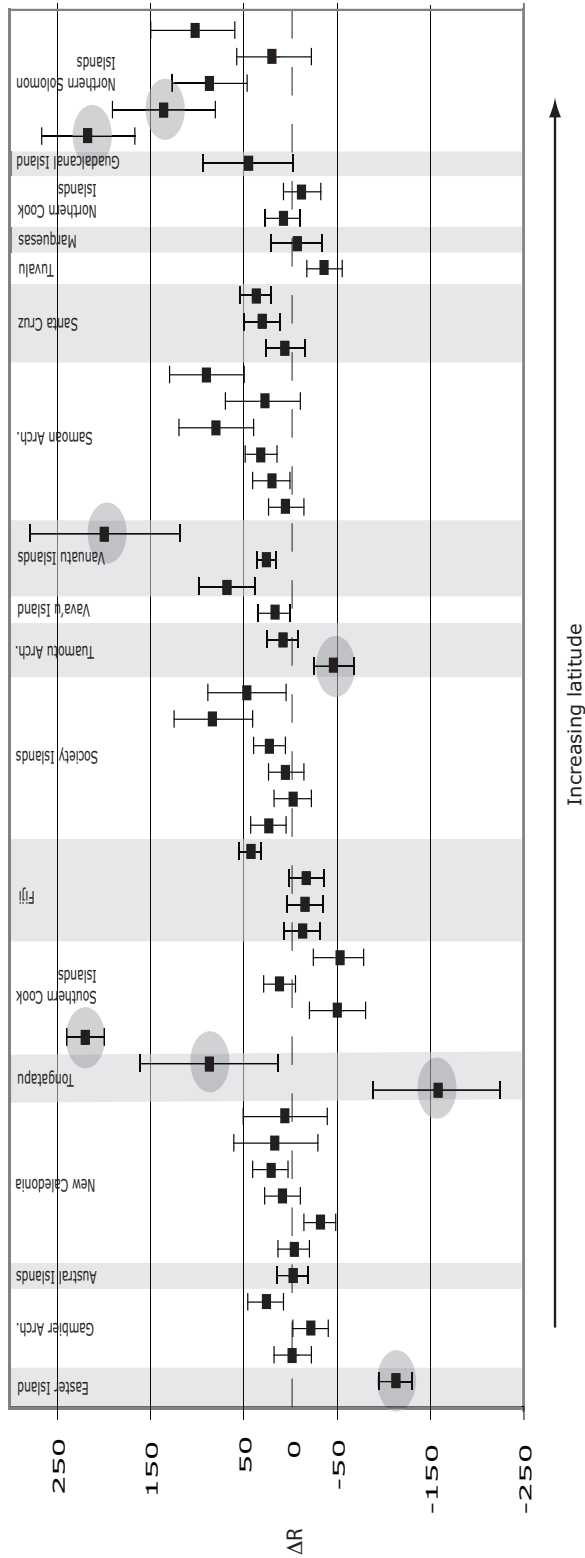 250
150
50
0
-50
-150
-250
ΔR
Easter Island
Gambier Arch.
Austral Islands
New Caledonia
Tongatapu
Southern Cook
Islands
Fiji
Society Islands
Tuamotu Arch.
Vava'u Island
Vanuatu Islands
Samoan Arch.
Santa Cruz
Tuvalu
Marquesas
Northern Cook
Islands
Guadalcanal Island
Northern Solomon
Islands
Increasing latitude